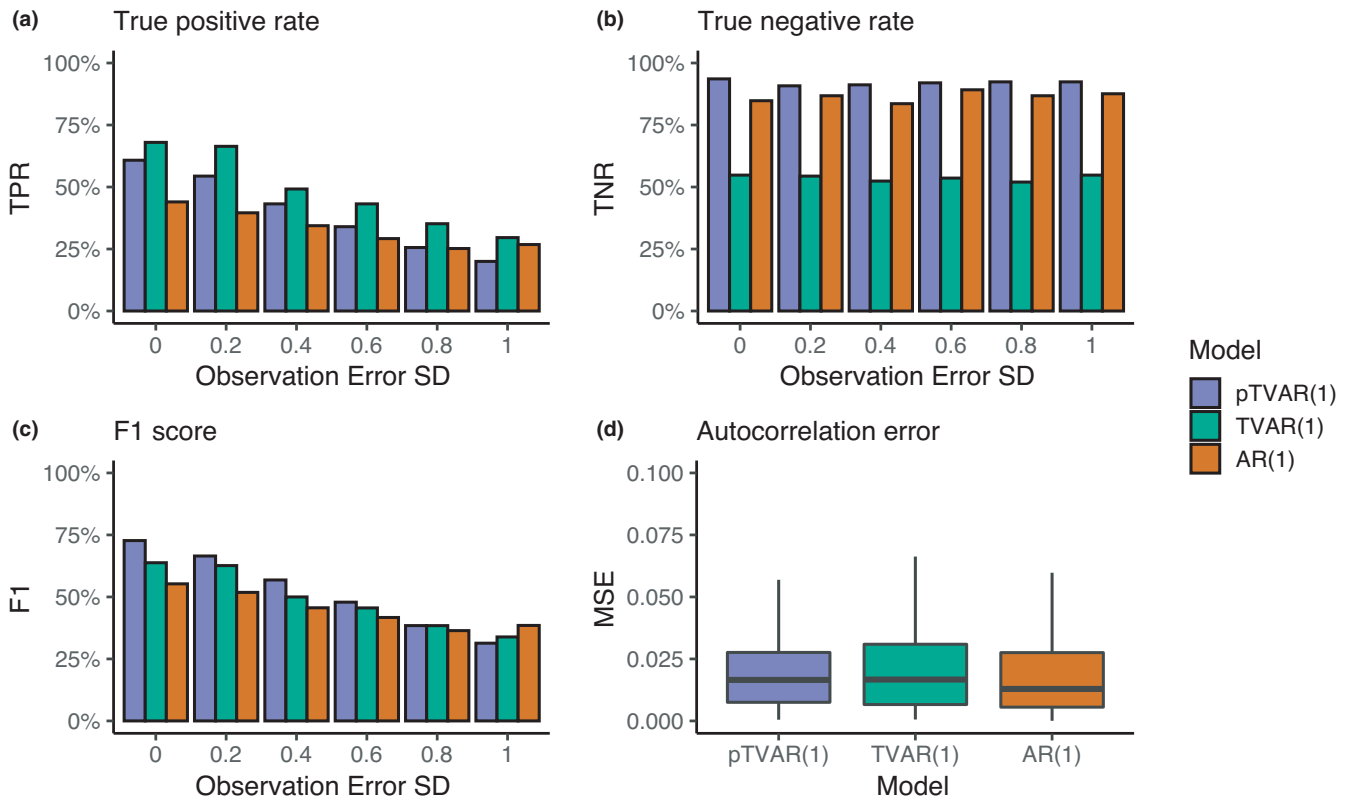 (a) True positive rate
100%
75%
50%
25%
0%
TPR
0 0.2 0.4 0.6 0.8 1
Observation Error SD
(b) True negative rate
100%
75%
50%
25%
0%
TNR
0 0.2 0.4 0.6 0.8 1
Observation Error SD
(c) F1 score
100%
75%
50%
25%
0%
F1
0 0.2 0.4 0.6 0.8 1
Observation Error SD
(d) Autocorrelation error
0.100
0.075
0.050
0.025
0.000
MSE
pTVAR(1) TVAR(1) AR(1)
Model
Model
pTVAR(1)
TVAR(1)
AR(1)